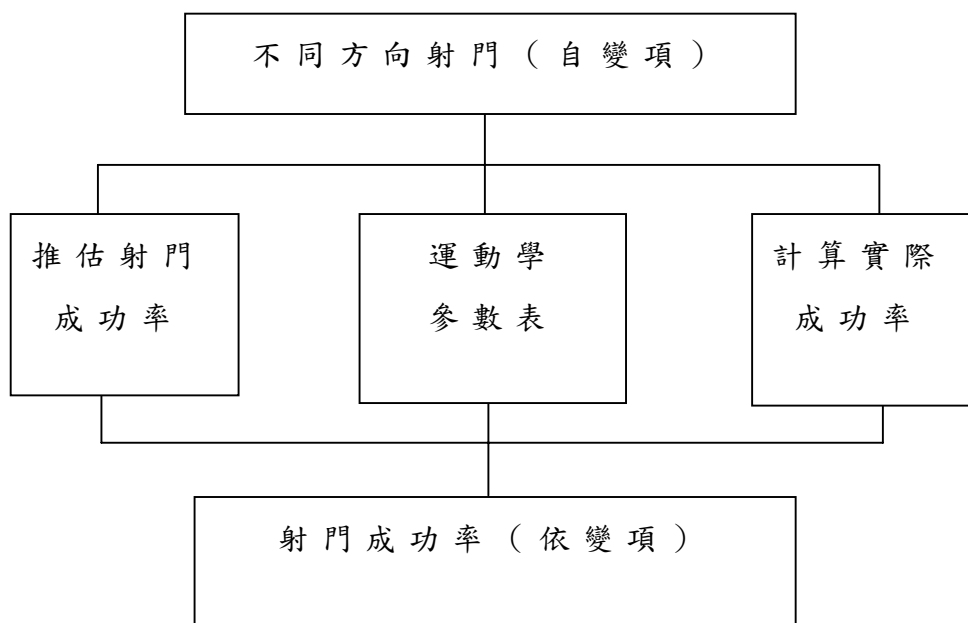 不同方向射門(自變項)
推估射門
成功率
運動學
參數表
計算實際
成功率
射門成功率(依變項)